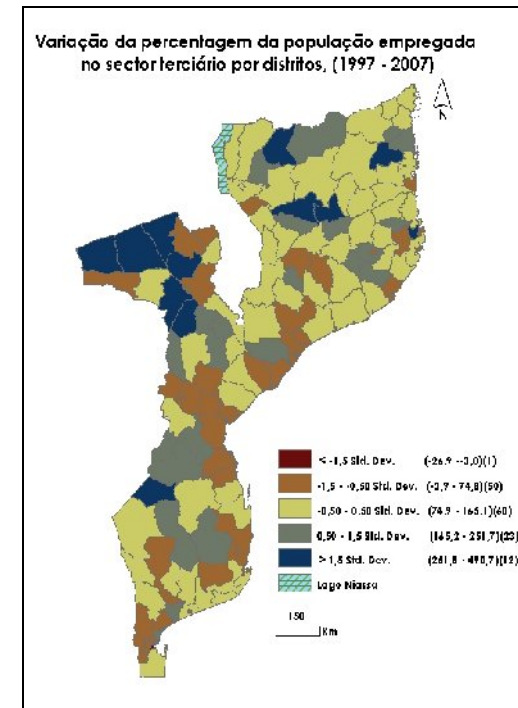 Variação da percentagem da população empregada
no sector terciário por distritos, (1997 - 2007)
N
< -1,5 Std. Dev. (-26,9 --3,0)(1)
-1,5 - -0,50 Std. Dev. (-3,9 - 74,8)(50)
-0,50 - 0,50 Std. Dev. (74,9 - 165,1)(60)
0,50 - 1,5 Std. Dev. (165,2 - 251,7)(23)
> 1,5 Std. Dev. (251,8 - 490,7)(12)
Lago Niassa
150
Km